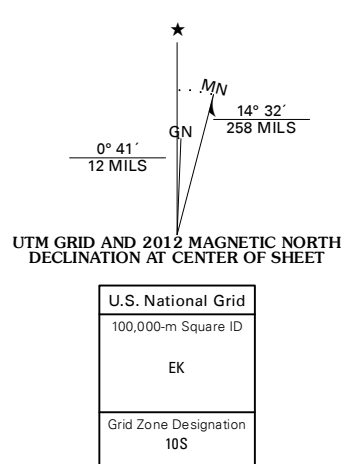 ★
MN
GN
14° 32´
258 MILS
0° 41´
12 MILS
UTM GRID AND 2012 MAGNETIC NORTH
DECLINATION AT CENTER OF SHEET
U.S. National Grid
100,000-m Square ID
EK
Grid Zone Designation
10S